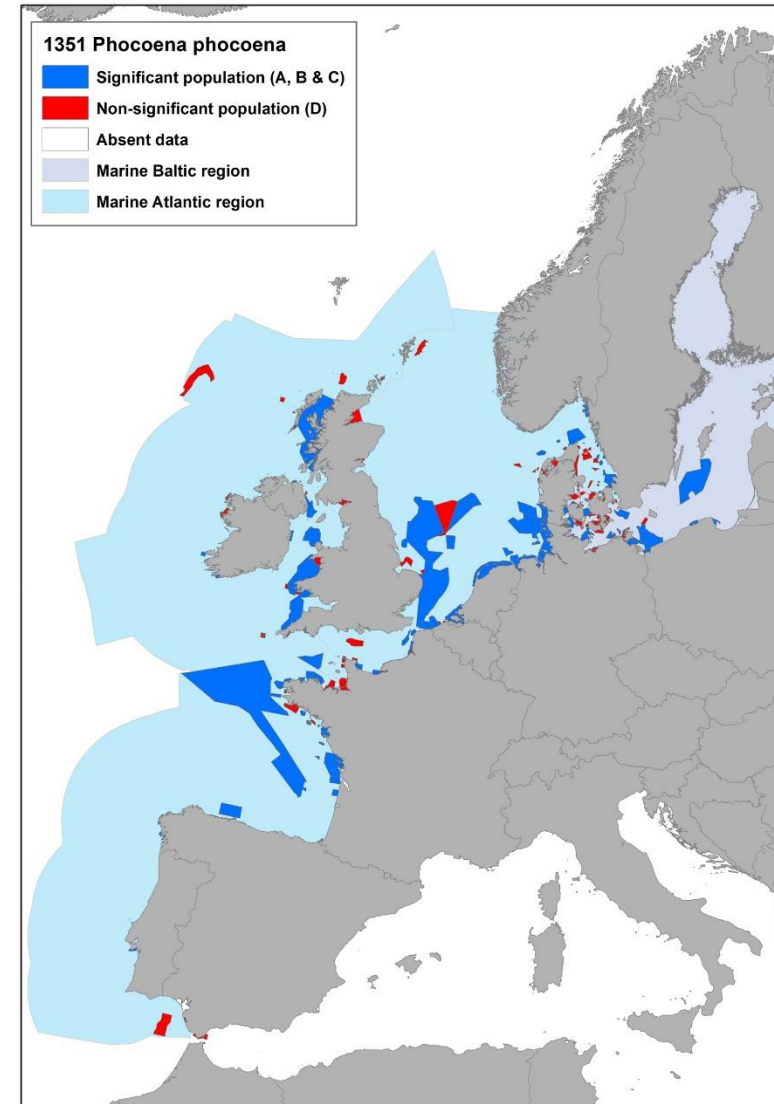 1351 Phocoena phocoena
Significant population (A, B & C)
Non-significant population (D)
Absent data
Marine Baltic region
Marine Atlantic region